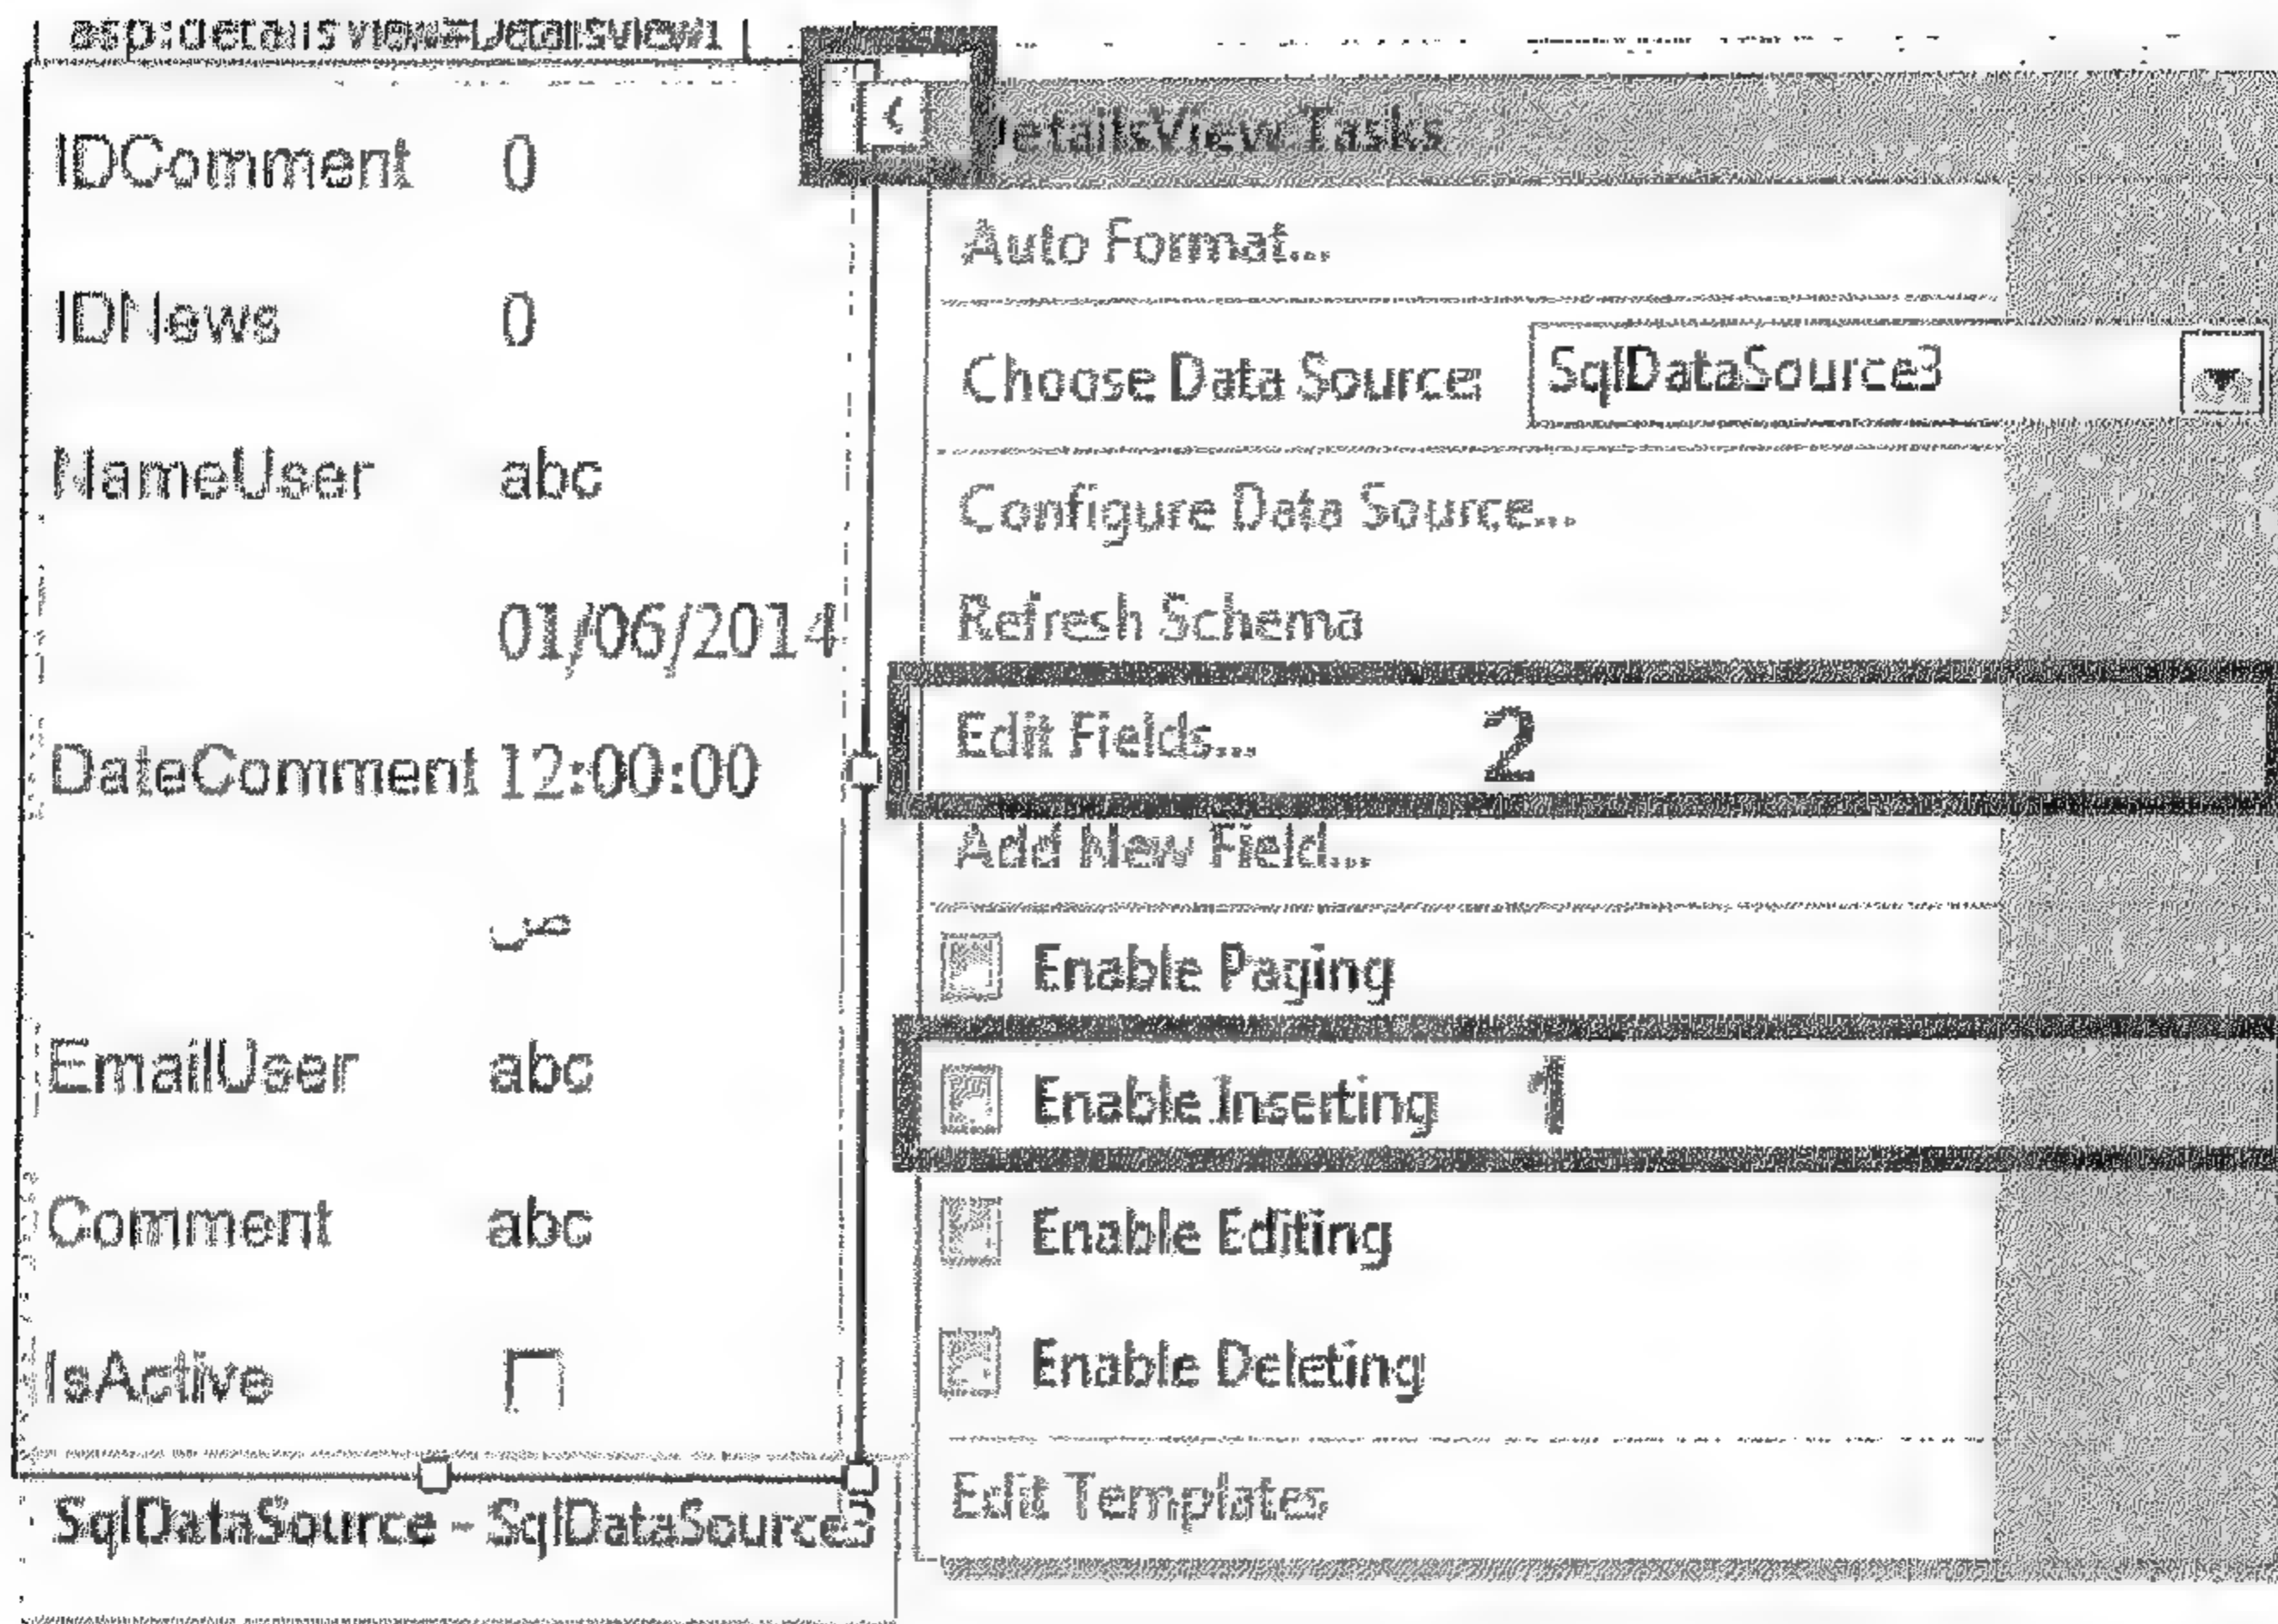 asp:detailsview#DetailsView1
IDComment 0
IDNews 0
NameUser abc
01/06/2014
DateComment 12:00:00
ص
EmailUser abc
Comment abc
IsActive
SqlDataSource - SqlDataSource3
DetailsView Tasks
Auto Format...
Choose Data Source: SqlDataSource3
Configure Data Source...
Refresh Schema
Edit Fields... 2
Add New Field...
Enable Paging
Enable Inserting 1
Enable Editing
Enable Deleting
Edit Templates